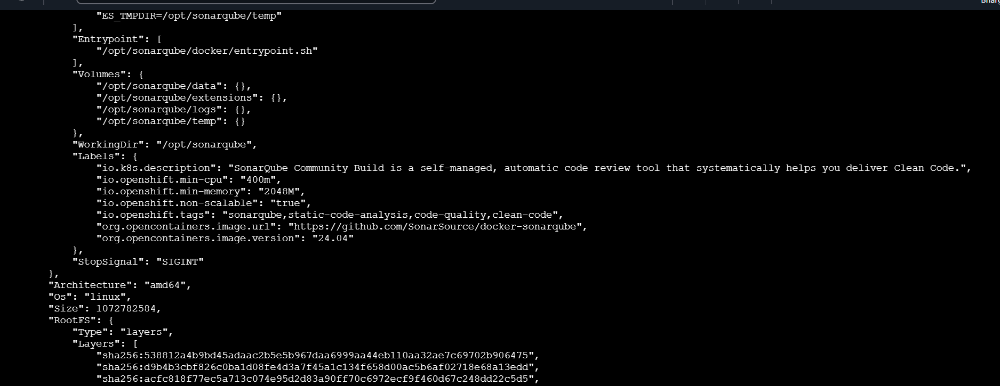 "ES_TMPDIR=/opt/sonarqube/temp"
],
"Entrypoint": [
"/opt/sonarqube/docker/entrypoint.sh"
],
"Volumes": {
"/opt/sonarqube/data": {},
"/opt/sonarqube/extensions": {},
"/opt/sonarqube/logs": {},
"/opt/sonarqube/temp": {}
},
"WorkingDir": "/opt/sonarqube",
"Labels": {
"io.k8s.description": "SonarQube Community Build is a self-managed, automatic code review tool that systematically helps you deliver Clean Code.",
"io.openshift.min-cpu": "400m",
"io.openshift.min-memory": "2048M",
"io.openshift.non-scalable": "true",
"io.openshift.tags": "sonarqube,static-code-analysis,code-quality,clean-code",
"org.opencontainers.image.url": "https://github.com/SonarSource/docker-sonarqube",
"org.opencontainers.image.version": "24.04"
},
"StopSignal": "SIGINT"
},
"Architecture": "amd64",
"Os": "linux",
"Size": 1072782584,
"RootFS": {
"Type": "layers",
"Layers": [
"sha256:538812a4b9bd45adaac2b5e5b967daa6999aa44eb110aa32ae7c69702b906475",
"sha256:d9b4b3cbf826c0ba1d08fe4d3a7f45a1c134f658d00ac5b6af02718e68a13edd",
"sha256:acfc818f77ec5a713c074e95d2d83a90ff70c6972ecf9f460d67c248dd22c5d5",